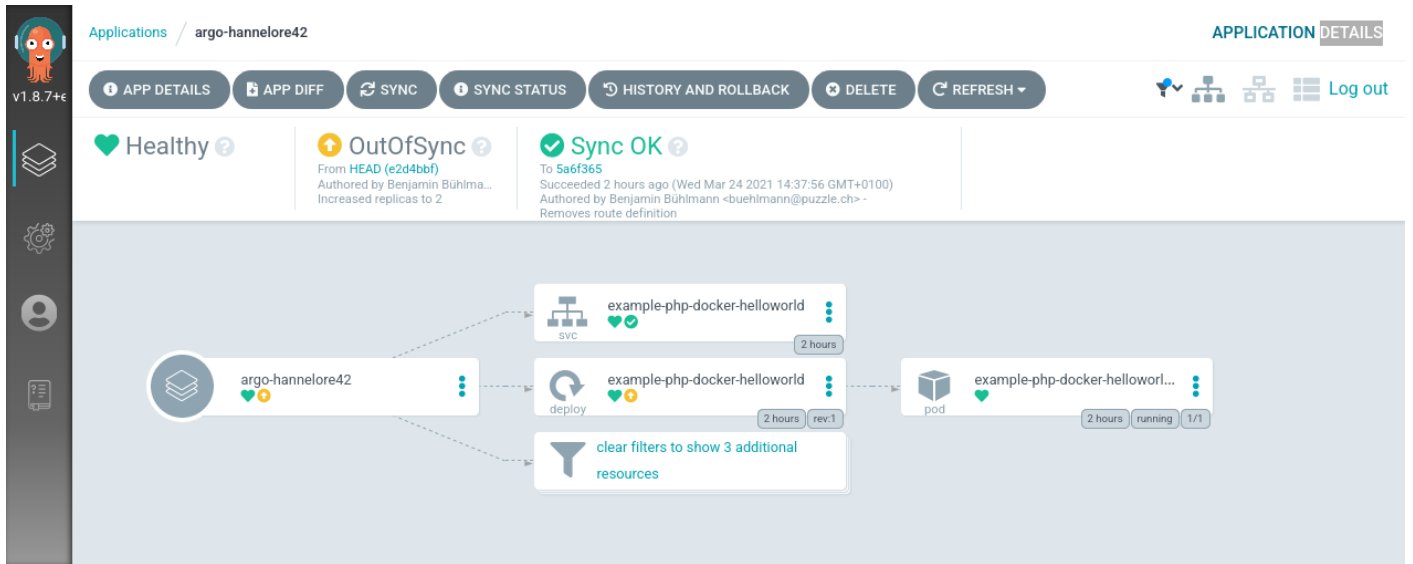 Applications / argo-hannelore42
APPLICATION DETAILS
v1.8.7+e
APP DETAILS
APP DIFF
SYNC
SYNC STATUS
HISTORY AND ROLLBACK
DELETE
REFRESH
Log out
Healthy
OutOfSync
From HEAD (e2d4bbf)
Authored by Benjamin Bühlma...
Increased replicas to 2
Sync OK
To 5a6f365
Succeeded 2 hours ago (Wed Mar 24 2021 14:37:56 GMT+0100)
Authored by Benjamin Bühlmann <buehlmann@puzzle.ch> -
Removes route definition
example-php-docker-helloworld
svc
2 hours
argo-hannelore42
example-php-docker-helloworld
deploy
2 hours
rev:1
example-php-docker-helloworl...
pod
2 hours
running
1/1
clear filters to show 3 additional
resources